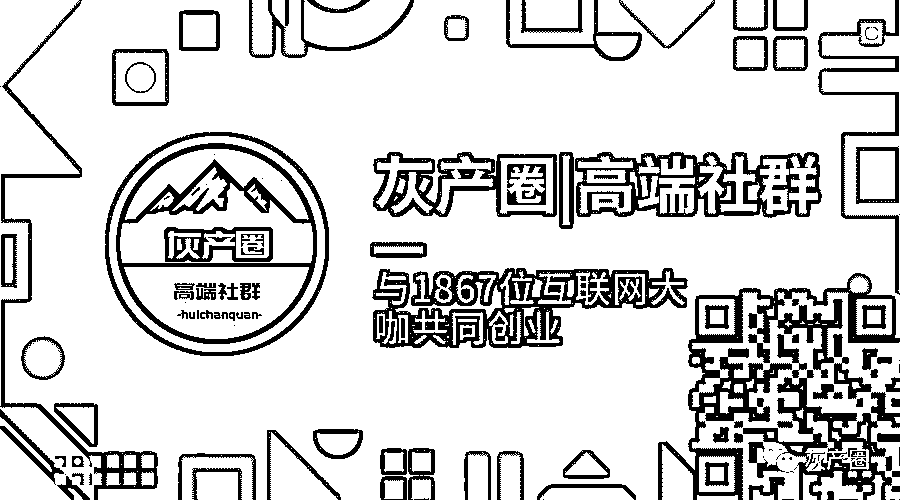 灰产圈
高端社群
-huichanquan-
灰产圈|高端社群
与1867位互联网大
咖共同创业
灰产圈